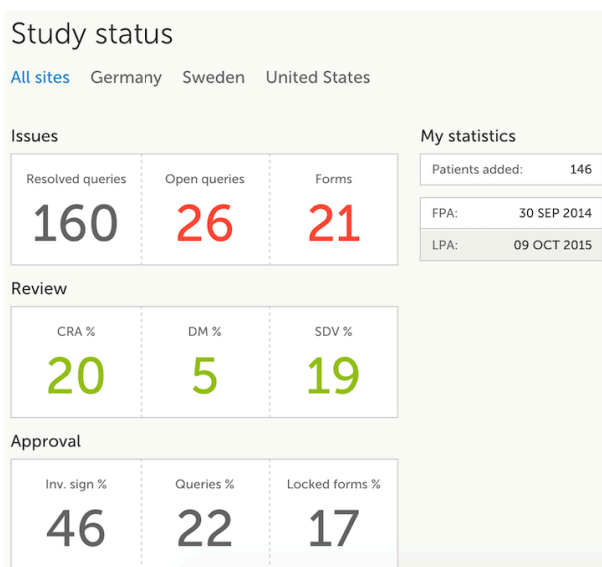 Study status
All sites Germany Sweden United States
Issues
Resolved queries Open queries Forms
160 26 21
Review
CRA % DM % SDV %
20 5 19
Approval
Inv. sign % Queries % Locked forms %
46 22 17
My statistics
Patients added: 146
FPA: 30 SEP 2014
LPA: 09 OCT 2015